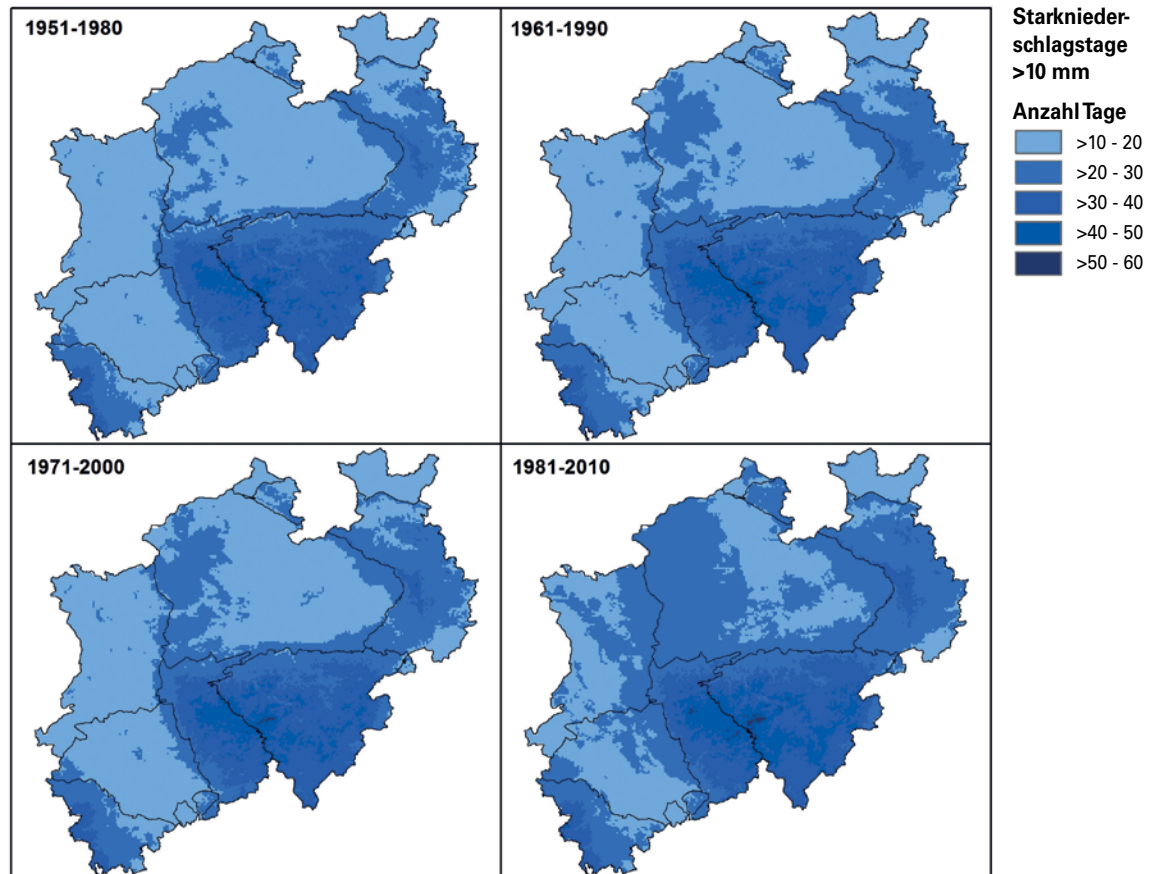 1951-1980
1961-1990
1971-2000
1981-2010
Starknieder-
schlagstage
>10 mm
Anzahl Tage
>10 - 20
>20 - 30
>30 - 40
>40 - 50
>50 - 60